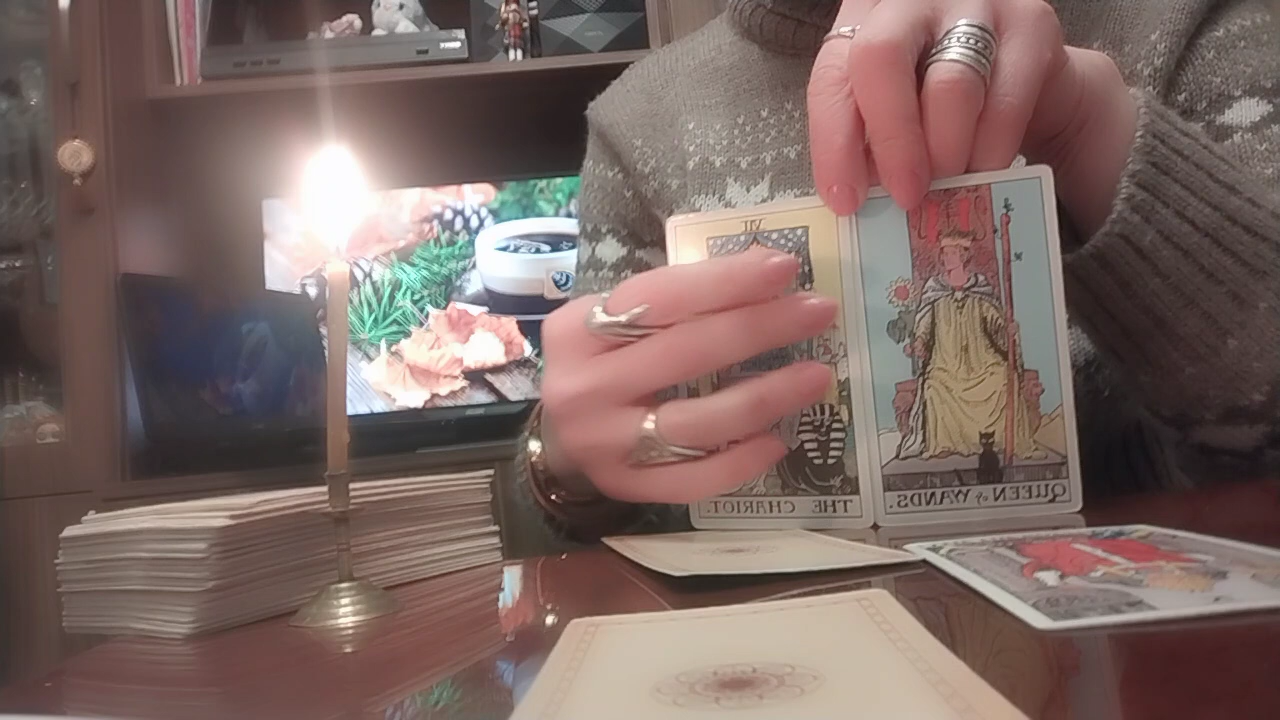 VII
THE CHARIOT.
QUEEN of WANDS.